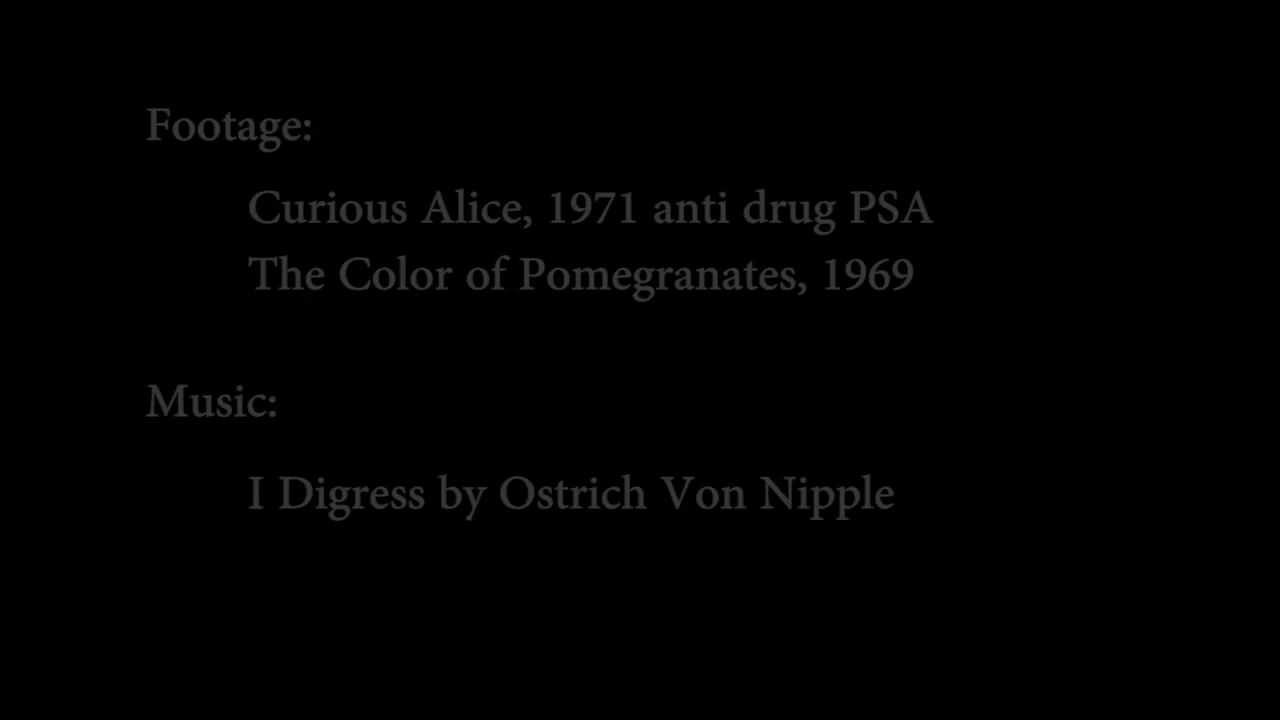 Footage:
Curious Alice, 1971 anti drug PSA
The Color of Pomegranates, 1969
Music:
I Digress by Ostrich Von Nipple